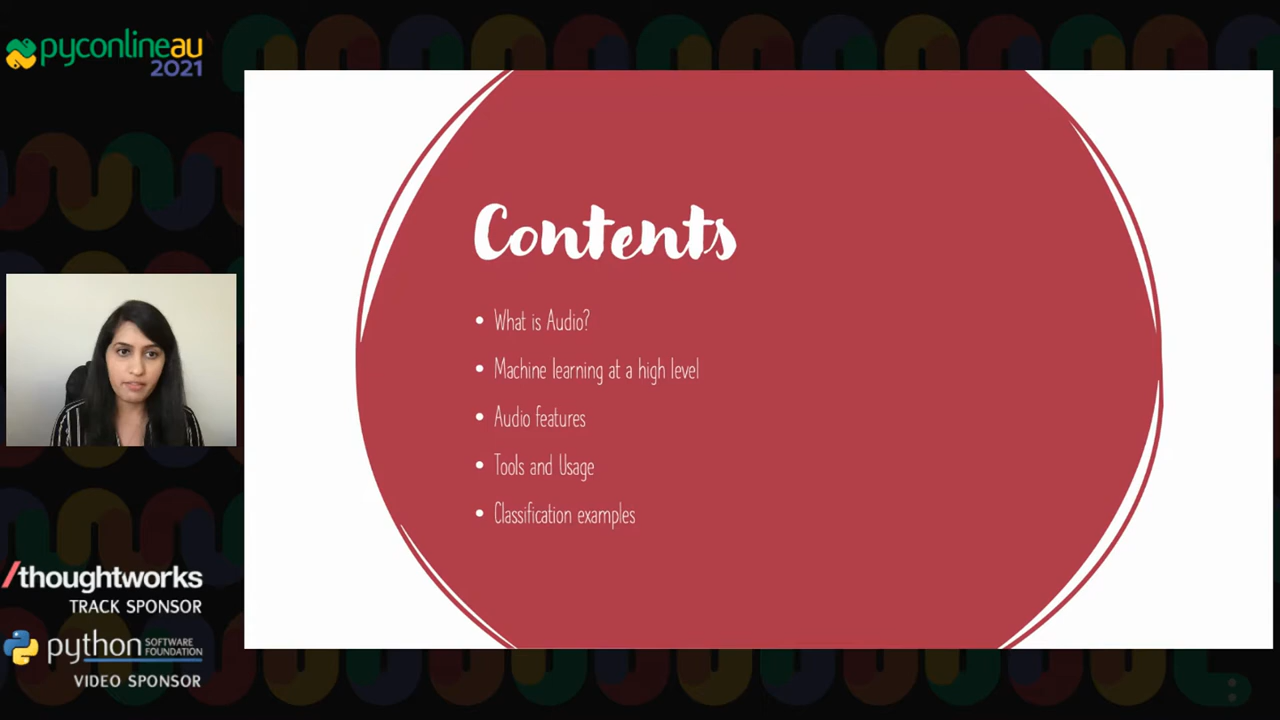 pyconlineau
2021
Contents
• What is Audio?
• Machine learning at a high level
• Audio features
• Tools and Usage
• Classification examples
/thoughtworks
TRACK SPONSOR
python SOFTWARE FOUNDATION
VIDEO SPONSOR